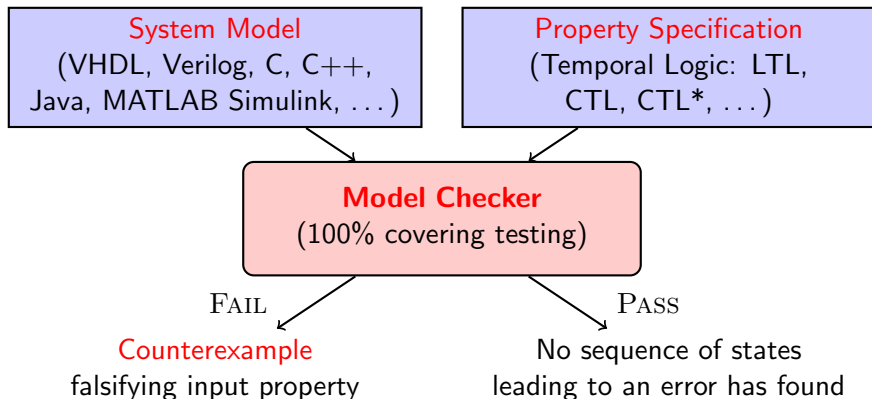 System Model
(VHDL, Verilog, C, C++,
Java, MATLAB Simulink, . . . )
Property Specification
(Temporal Logic: LTL,
CTL, CTL*, . . . )
Model Checker
(100% covering testing)
FAIL
PASS
Counterexample
falsifying input property
No sequence of states
leading to an error has found